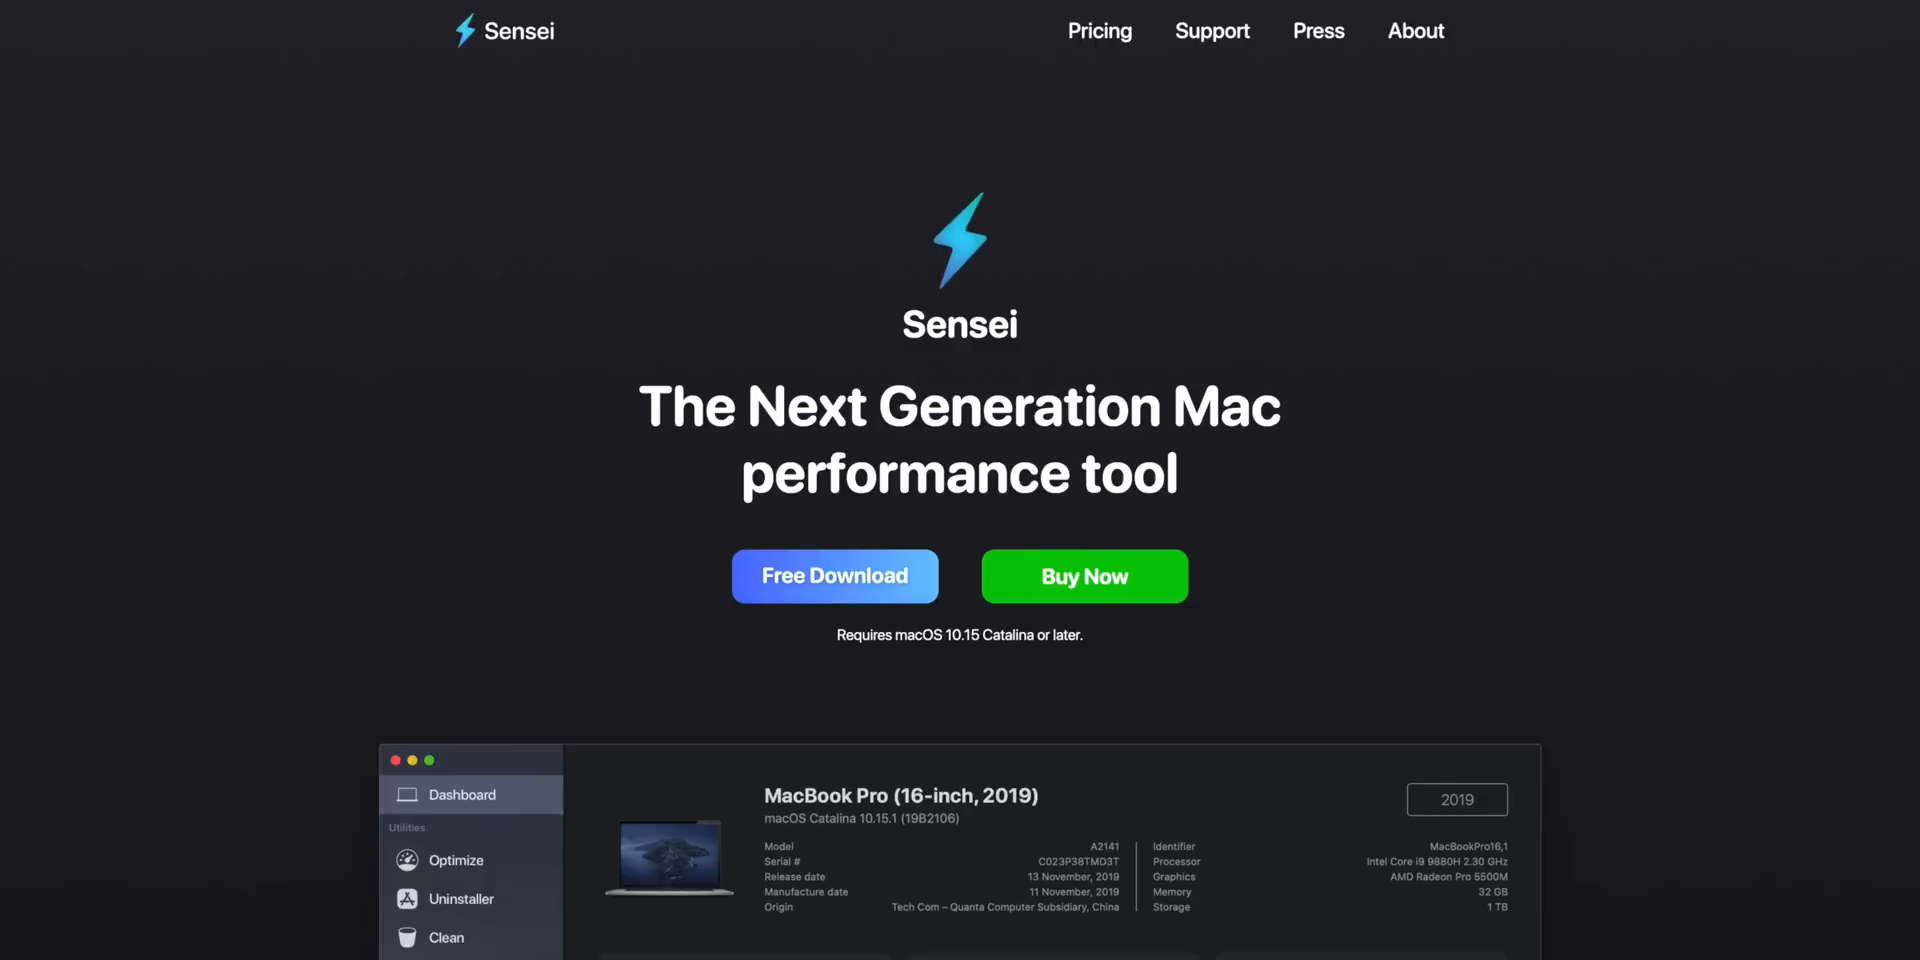 Sensei
Pricing
Support
Press
About
Sensei
The Next Generation Mac
performance tool
Free Download
Buy Now
Requires macOS 10.15 Catalina or later.
Dashboard
Utilities
Optimize
Uninstaller
Clean
MacBook Pro (16-inch, 2019)
macOS Catalina 10.15.1 (19B2106)
2019
Model A2141
Serial # C023P38TMD3T
Release date 13 November, 2019
Manufacture date 11 November, 2019
Origin Tech Com – Quanta Computer Subsidiary, China
Identifier MacBookPro16,1
Processor Intel Core i9 9880H 2.30 GHz
Graphics AMD Radeon Pro 5500M
Memory 32 GB
Storage 1 TB